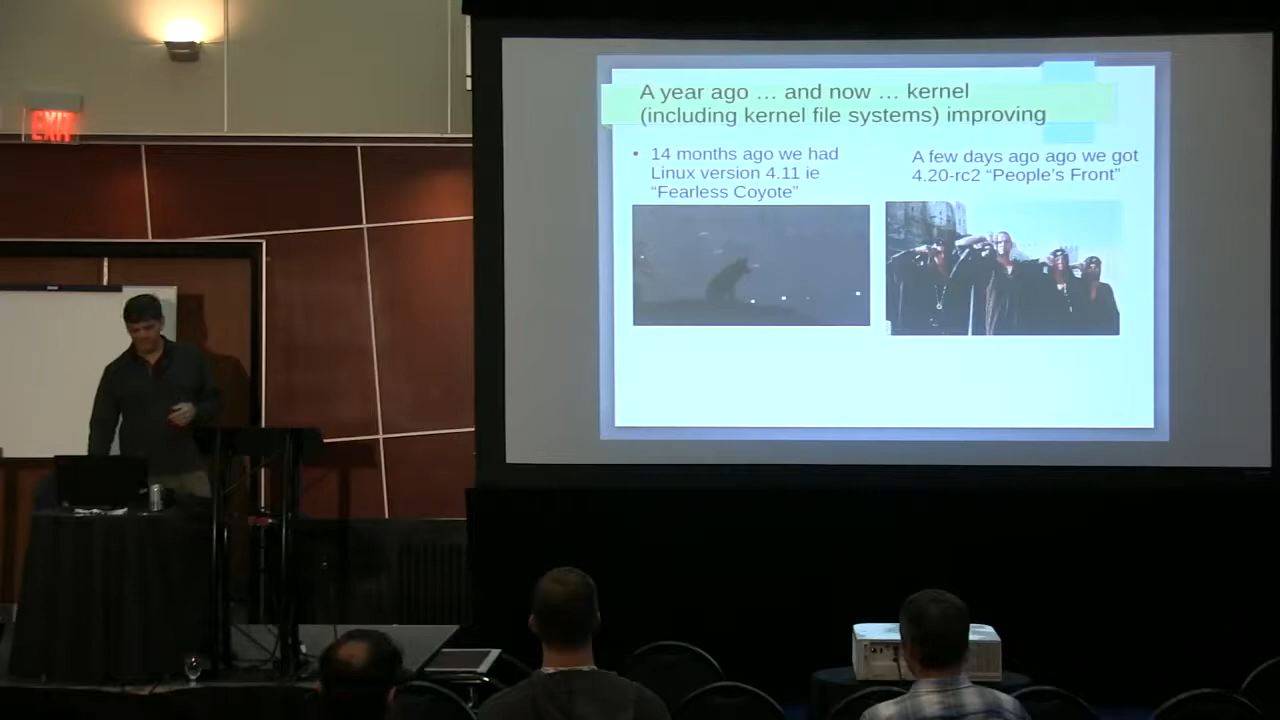 EXIT
A year ago … and now … kernel
(including kernel file systems) improving
• 14 months ago we had
Linux version 4.11 ie
“Fearless Coyote”
A few days ago ago we got
4.20-rc2 “People’s Front”